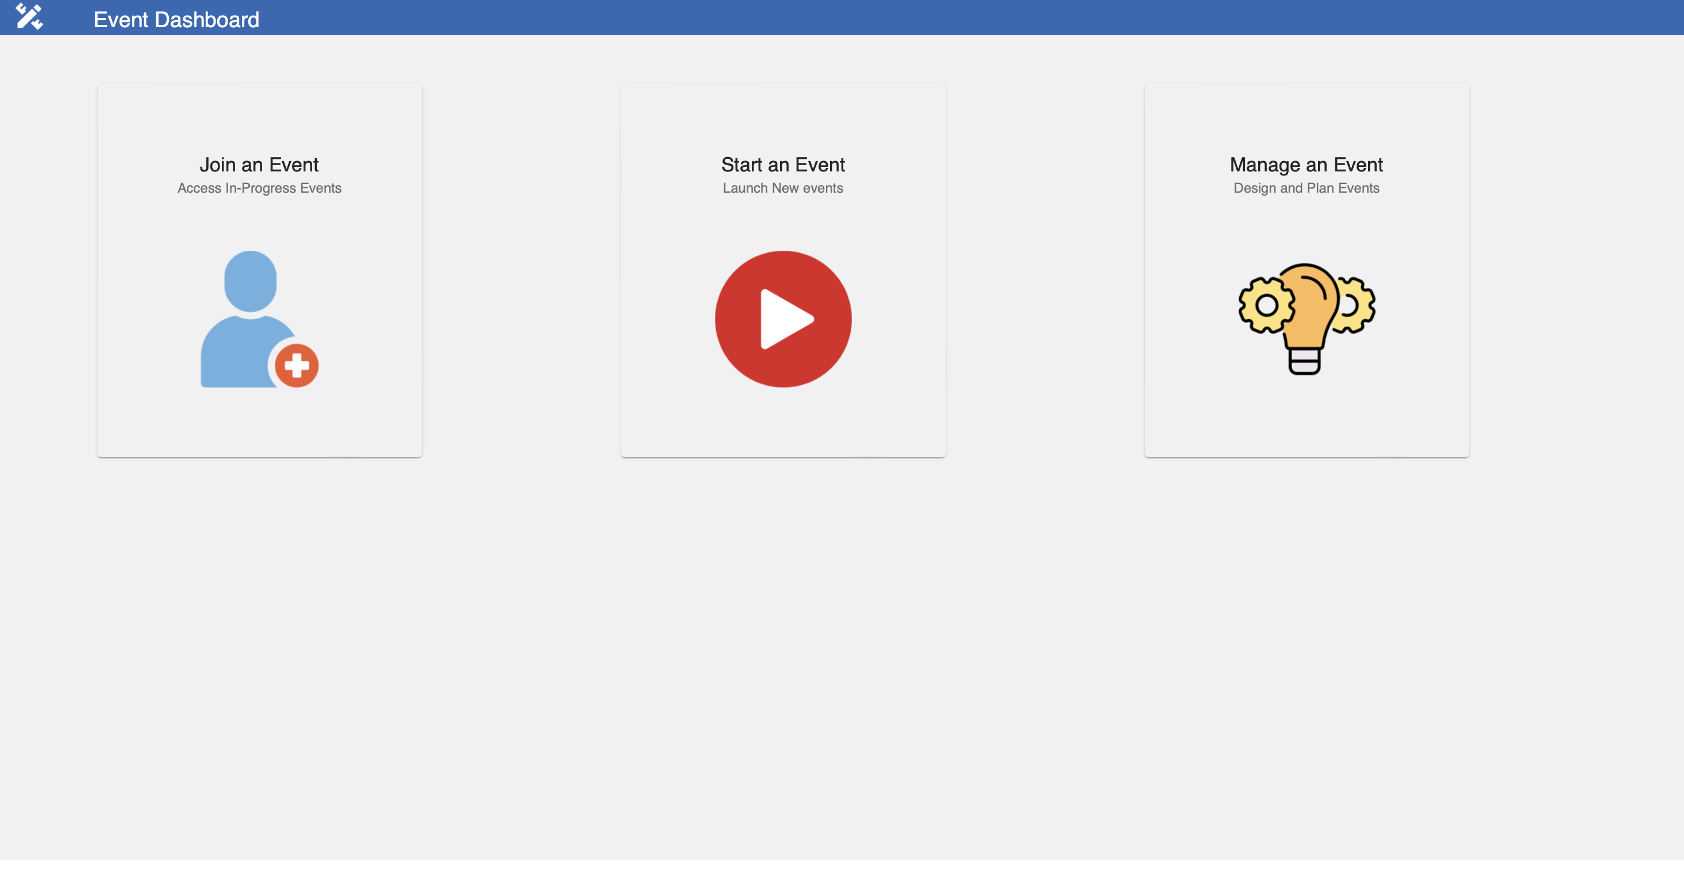 Event Dashboard
Join an Event
Access In-Progress Events
Start an Event
Launch New events
Manage an Event
Design and Plan Events